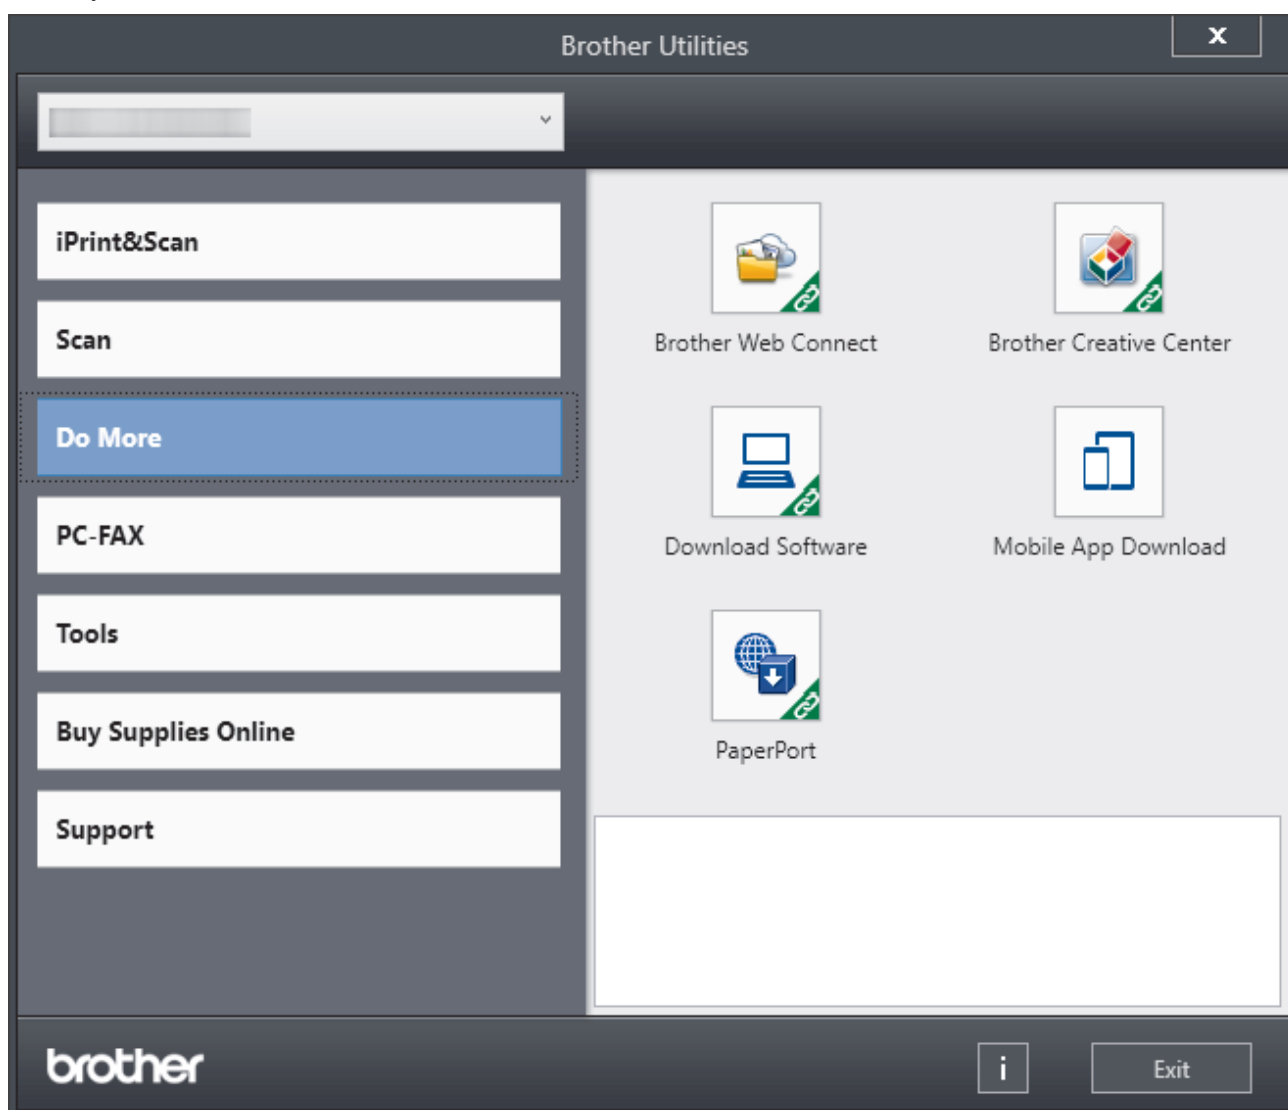 Brother Utilities
X
iPrint&Scan
Scan
Do More
PC-FAX
Tools
Buy Supplies Online
Support
Brother Web Connect
Brother Creative Center
Download Software
Mobile App Download
PaperPort
brother
i
Exit